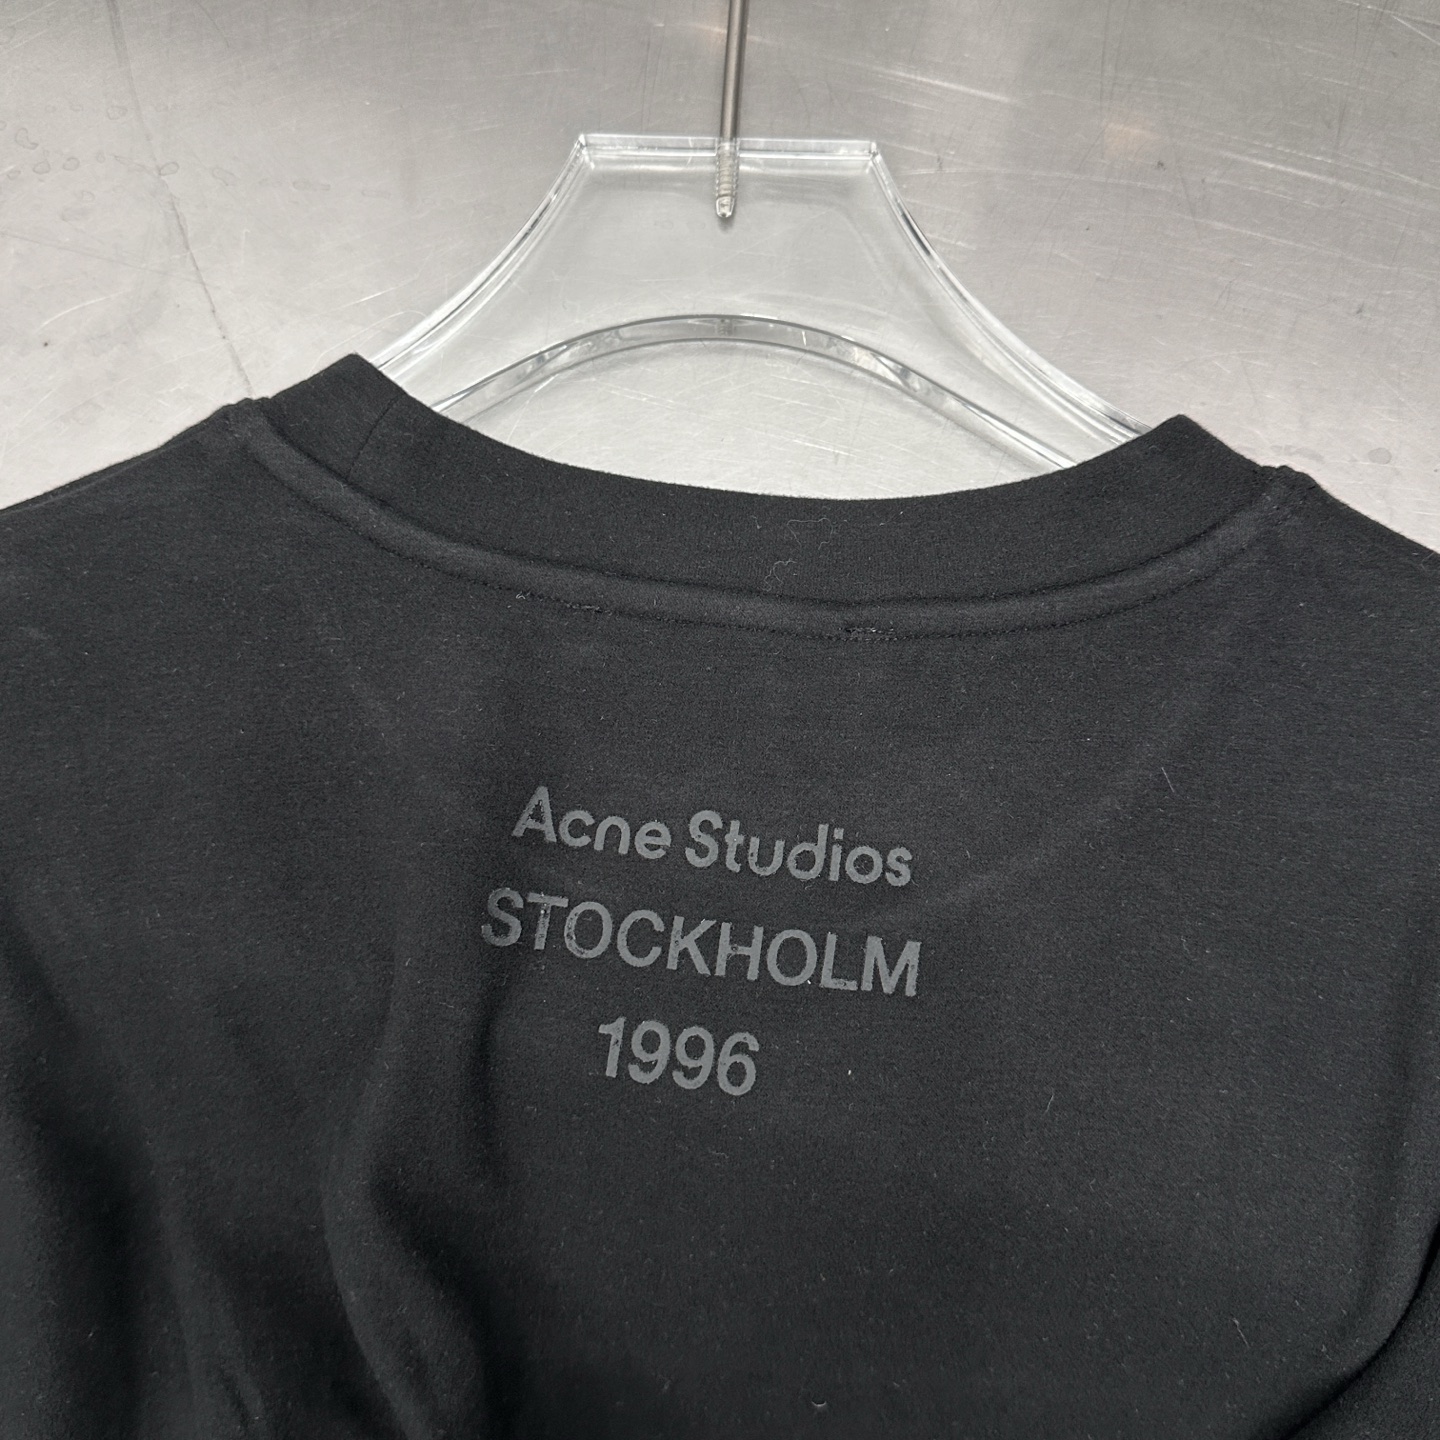 Acne Studios
STOCKHOLM
1996